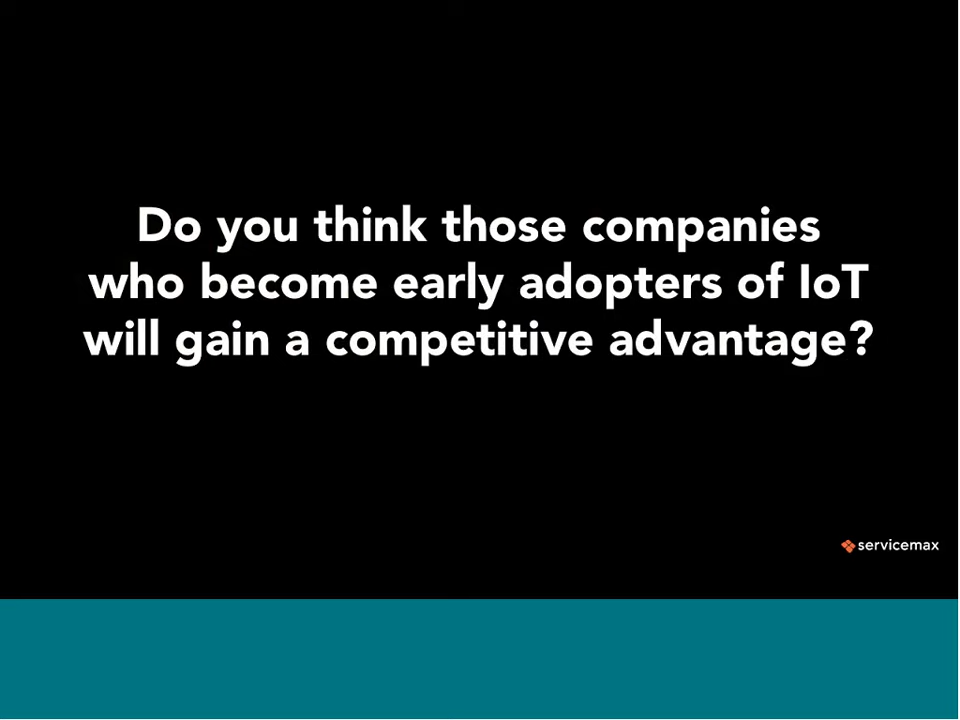 Do you think those companies
who become early adopters of IoT
will gain a competitive advantage?
servicemax